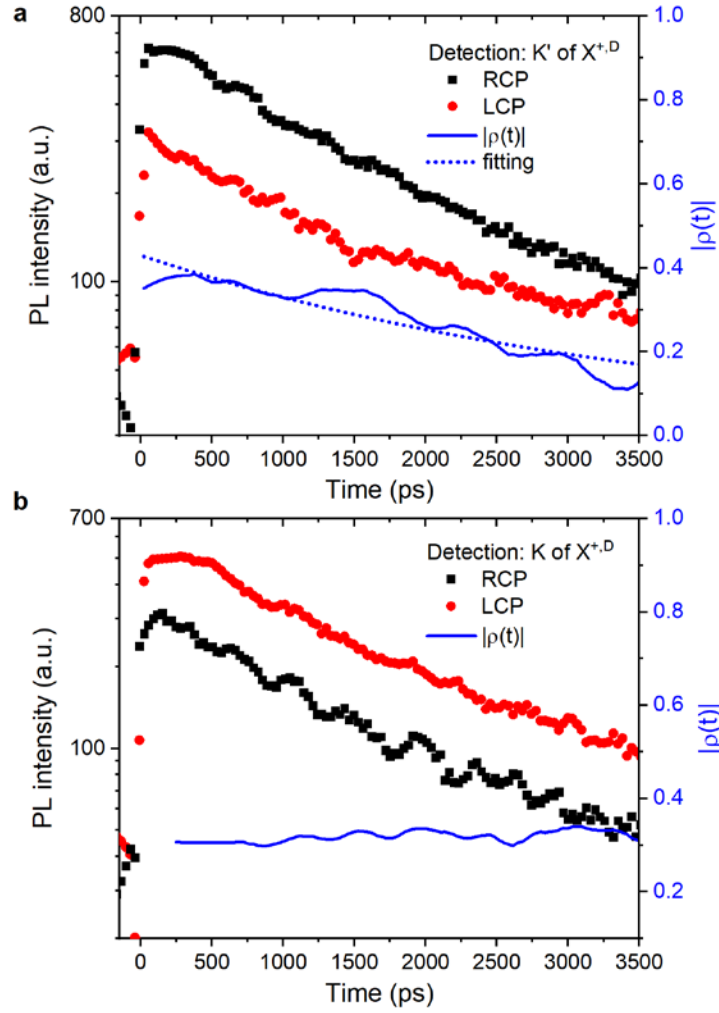 a
800
100
PL intensity (a.u.)
Detection: K' of X+,D
RCP
LCP
|ρ(t)|
fitting
1.0
0.8
0.6
0.4
0.2
0.0
|ρ(t)|
0 500 1000 1500 2000 2500 3000 3500
Time (ps)
b
700
100
PL intensity (a.u.)
Detection: K of X+,D
RCP
LCP
|ρ(t)|
1.0
0.8
0.6
0.4
0.2
|ρ(t)|
0 500 1000 1500 2000 2500 3000 3500
Time (ps)